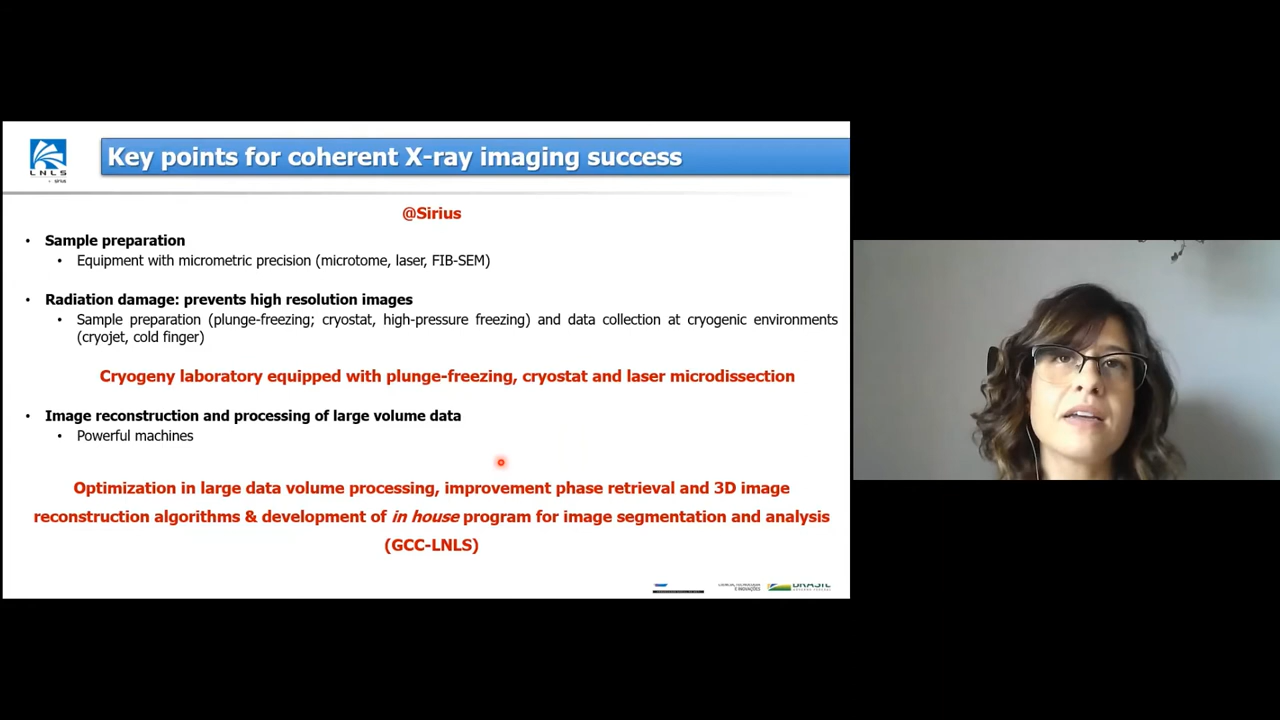 Key points for coherent X-ray imaging success
LNLS
sirius
@Sirius
• Sample preparation
• Equipment with micrometric precision (microtome, laser, FIB-SEM)
• Radiation damage: prevents high resolution images
• Sample preparation (plunge-freezing; cryostat, high-pressure freezing) and data collection at cryogenic environments
(cryojet, cold finger)
Cryogeny laboratory equipped with plunge-freezing, cryostat and laser microdissection
• Image reconstruction and processing of large volume data
• Powerful machines
Optimization in large data volume processing, improvement phase retrieval and 3D image
reconstruction algorithms & development of in house program for image segmentation and analysis
(GCC-LNLS)
E INOVAÇÕES
BRASIL